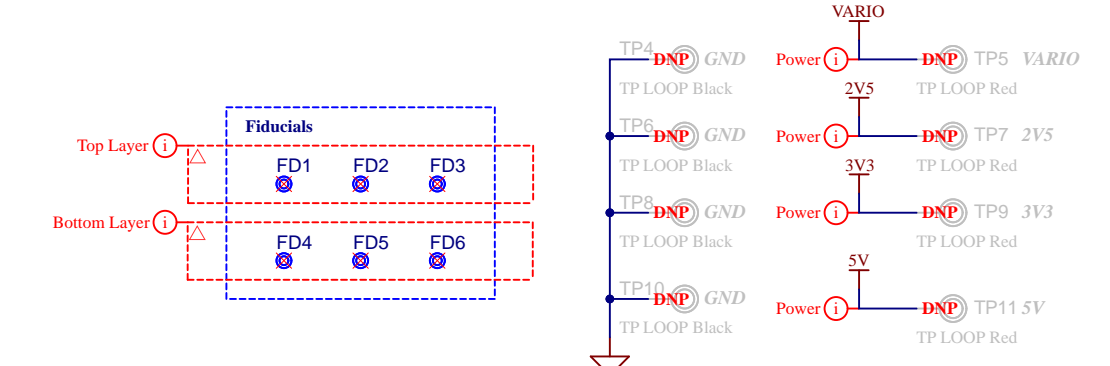 Fiducials
Top Layer i
FD1 FD2 FD3
Bottom Layer i
FD4 FD5 FD6
VARIO
TP4 DNP GND
TP LOOP Black
Power i DNP TP5 VARIO
TP LOOP Red
2V5
TP6 DNP GND
TP LOOP Black
Power i DNP TP7 2V5
TP LOOP Red
3V3
TP8 DNP GND
TP LOOP Black
Power i DNP TP9 3V3
TP LOOP Red
5V
TP10 DNP GND
TP LOOP Black
Power i DNP TP11 5V
TP LOOP Red